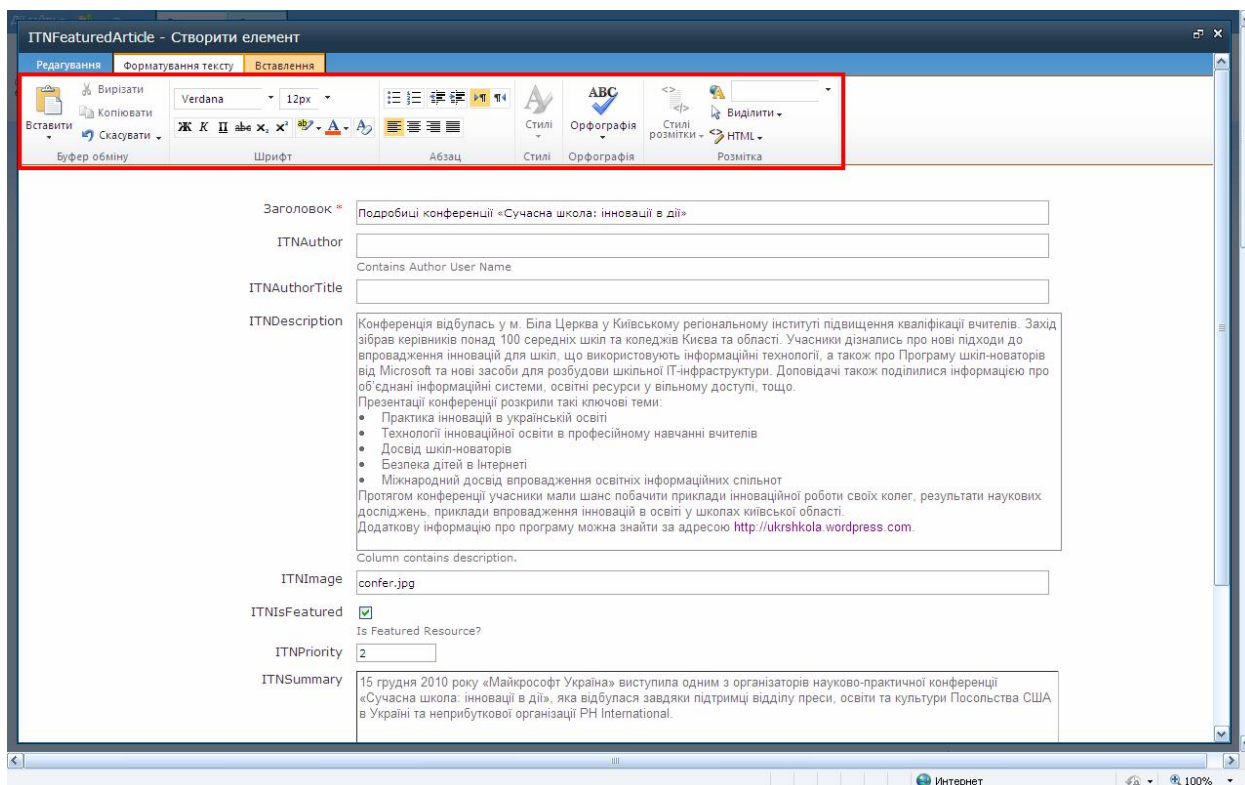 ITNFeaturedArticle - Створити елемент
Редагування Форматування тексту Вставлення
Вставити
Вирізати
Копіювати
Скасувати
Буфер обміну
Verdana 12px
Ж К П abc x₂ x² ab A A
Шрифт
Абзац
Стилі
Стилі
ABC
Орфографія
Орфографія
Стилі розмітки
Виділити
HTML
Розмітка
Заголовок * Подробиці конференції «Сучасна школа: інновації в дії»
ITNAuthor
Contains Author User Name
ITNAuthorTitle
ITNDescription
Конференція відбулась у м. Біла Церква у Київському регіональному інституті підвищення кваліфікації вчителів. Захід
зібрав керівників понад 100 середніх шкіл та коледжів Києва та області. Учасники дізнались про нові підходи до
впровадження інновацій для шкіл, що використовують інформаційні технології, а також про Програму шкіл-новаторів
від Microsoft та нові засоби для розбудови шкільної ІТ-інфраструктури. Доповідачі також поділилися інформацією про
об'єднані інформаційні системи, освітні ресурси у вільному доступі, тощо.
Презентації конференції розкрили такі ключові теми:
• Практика інновацій в українській освіті
• Технології інноваційної освіти в професійному навчанні вчителів
• Досвід шкіл-новаторів
• Безпека дітей в Інтернеті
• Міжнародний досвід впровадження освітніх інформаційних спільнот
Протягом конференції учасники мали шанс побачити приклади інноваційної роботи своїх колег, результати наукових
досліджень, приклади впровадження інновацій в освіті у школах київської області.
Додаткову інформацію про програму можна знайти за адресою http://ukrshkola.wordpress.com.
Column contains description.
ITNImage confer.jpg
ITNIsFeatured
Is Featured Resource?
ITNPriority 2
ITNSummary
15 грудня 2010 року «Майкрософт Україна» виступила одним з організаторів науково-практичної конференції
«Сучасна школа: інновації в дії», яка відбулася завдяки підтримці відділу преси, освіти та культури Посольства США
в Україні та неприбуткової організації PH International.
Интернет 100%